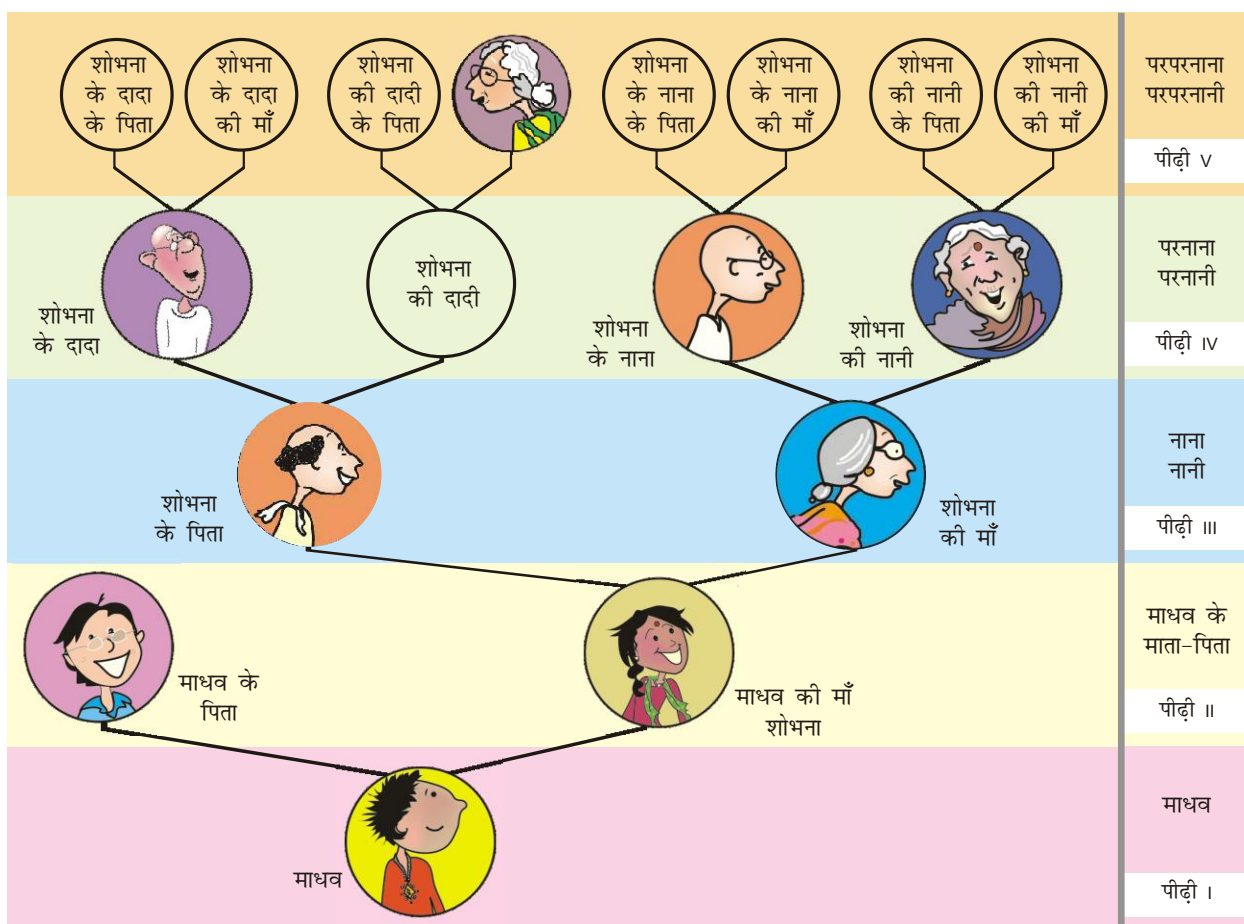 शोभना
के दादा
के पिता
शोभना
के दादा
की माँ
शोभना
की दादी
के पिता
शोभना
के नाना
के पिता
शोभना
के नाना
की माँ
शोभना
की नानी
के पिता
शोभना
की नानी
की माँ
परपरनाना
परपरनानी
पीढ़ी V
शोभना
के दादा
शोभना
की दादी
शोभना
के नाना
शोभना
की नानी
परनाना
परनानी
पीढ़ी IV
शोभना
के पिता
शोभना
की माँ
नाना
नानी
पीढ़ी III
माधव के
पिता
माधव की माँ
शोभना
माधव के
माता-पिता
पीढ़ी II
माधव
माधव
पीढ़ी I